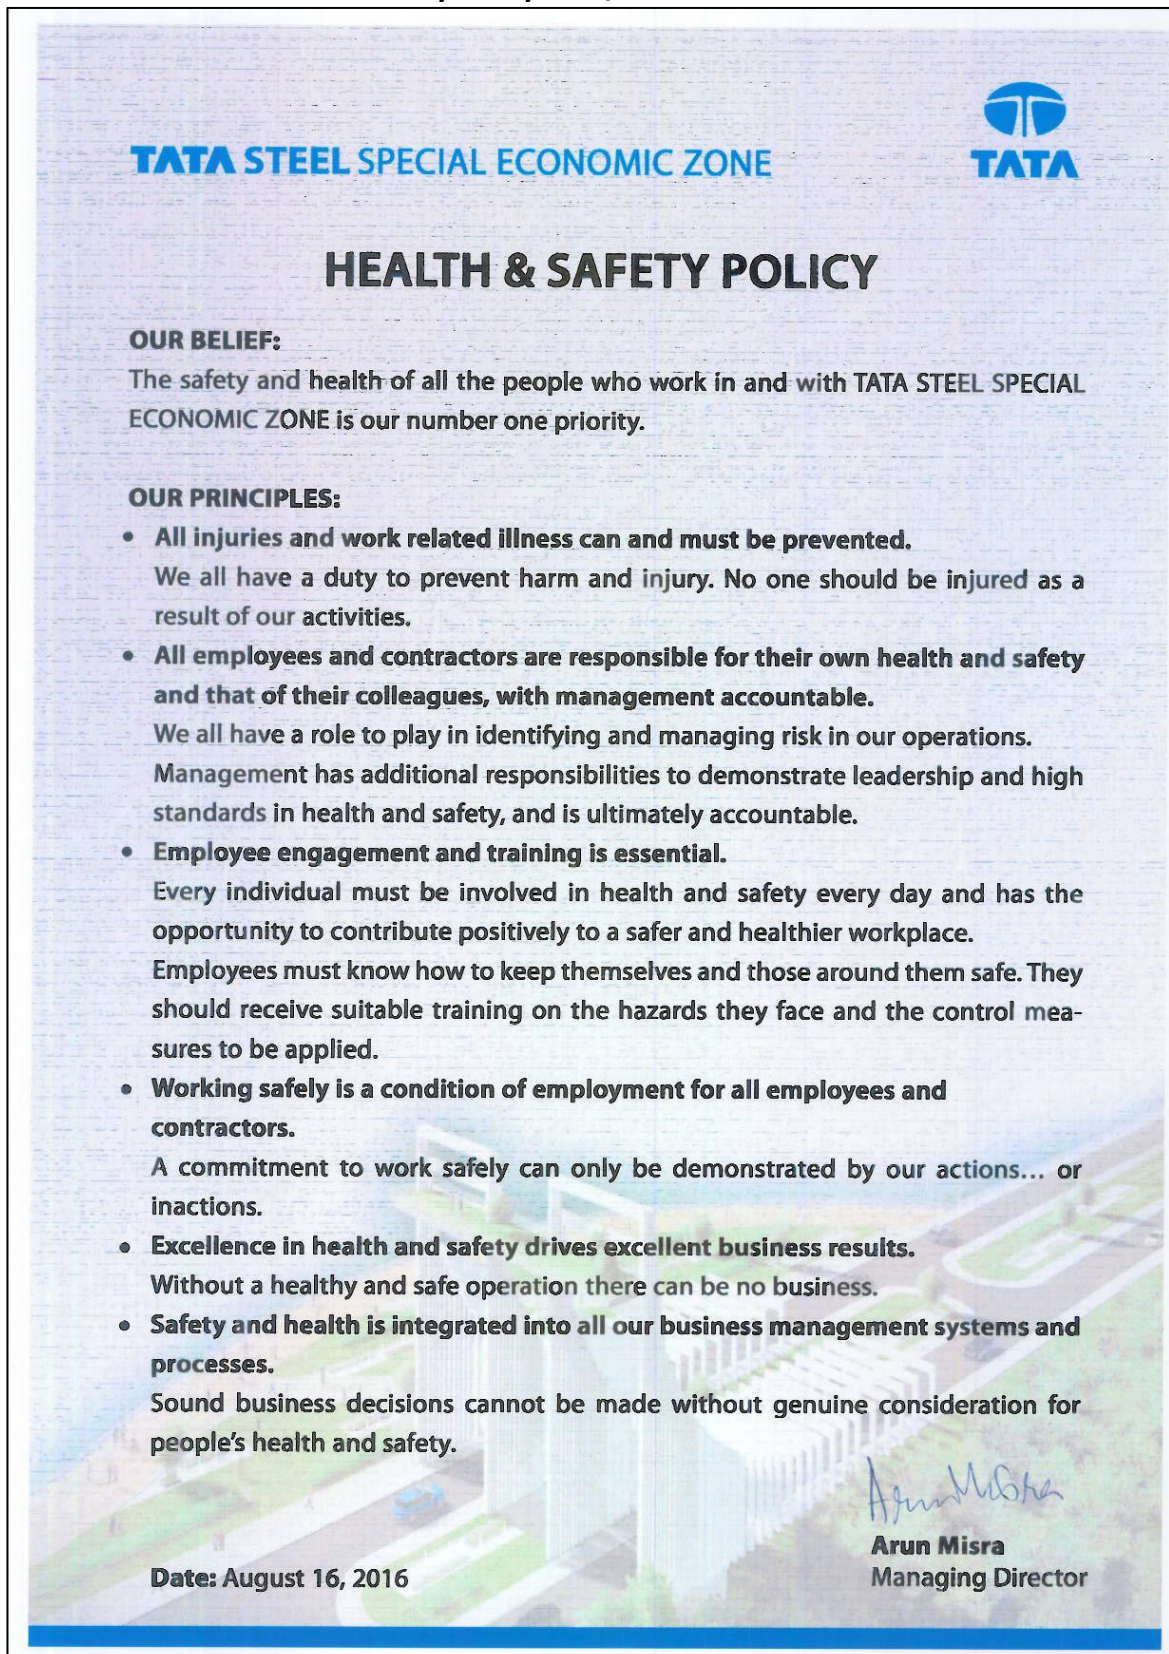 TATA STEEL SPECIAL ECONOMIC ZONE
TATA
HEALTH & SAFETY POLICY
OUR BELIEF:
The safety and health of all the people who work in and with TATA STEEL SPECIAL
ECONOMIC ZONE is our number one priority.
OUR PRINCIPLES:
• All injuries and work related illness can and must be prevented.
We all have a duty to prevent harm and injury. No one should be injured as a
result of our activities.
• All employees and contractors are responsible for their own health and safety
and that of their colleagues, with management accountable.
We all have a role to play in identifying and managing risk in our operations.
Management has additional responsibilities to demonstrate leadership and high
standards in health and safety, and is ultimately accountable.
• Employee engagement and training is essential.
Every individual must be involved in health and safety every day and has the
opportunity to contribute positively to a safer and healthier workplace.
Employees must know how to keep themselves and those around them safe. They
should receive suitable training on the hazards they face and the control mea-
sures to be applied.
• Working safely is a condition of employment for all employees and
contractors.
A commitment to work safely can only be demonstrated by our actions... or
inactions.
• Excellence in health and safety drives excellent business results.
Without a healthy and safe operation there can be no business.
• Safety and health is integrated into all our business management systems and
processes.
Sound business decisions cannot be made without genuine consideration for
people's health and safety.
Arun Misra
Arun Misra
Date: August 16, 2016
Managing Director